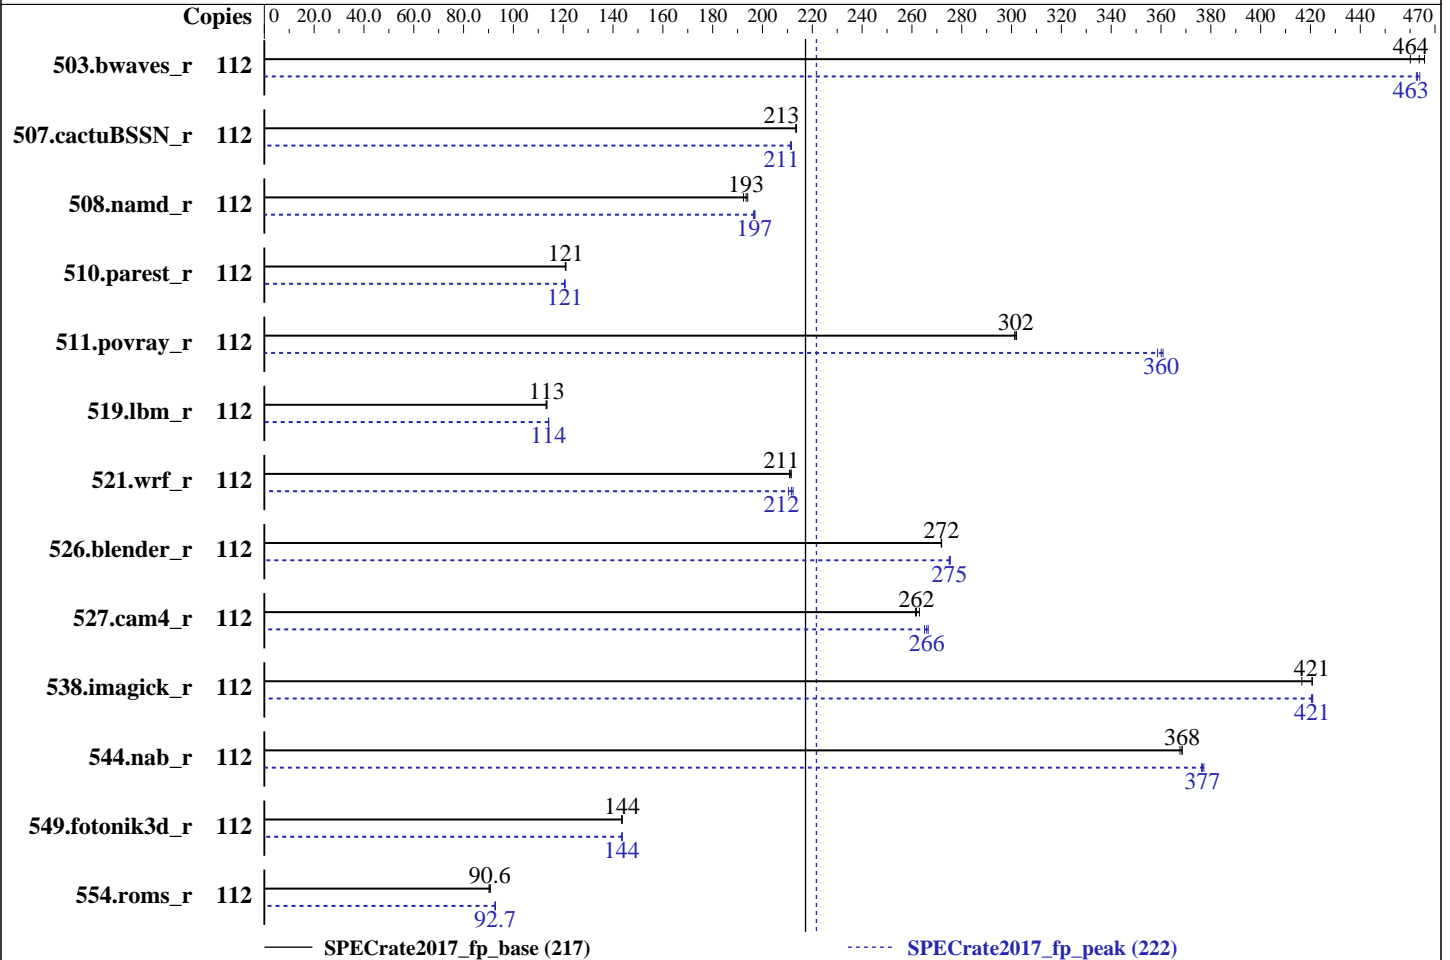 Copies 0 20.0 40.0 60.0 80.0 100 120 140 160 180 200 220 240 260 280 300 320 340 360 380 400 420 440 470
503.bwaves_r 112 464
463
507.cactuBSSN_r 112 213
211
508.namd_r 112 193
197
510.parest_r 112 121
121
511.povray_r 112 302
360
519.lbm_r 112 113
114
521.wrf_r 112 211
212
526.blender_r 112 272
275
527.cam4_r 112 262
266
538.imagick_r 112 421
421
544.nab_r 112 368
377
549.fotonik3d_r 112 144
144
554.roms_r 112 90.6
92.7
SPECrate2017_fp_base (217) SPECrate2017_fp_peak (222)